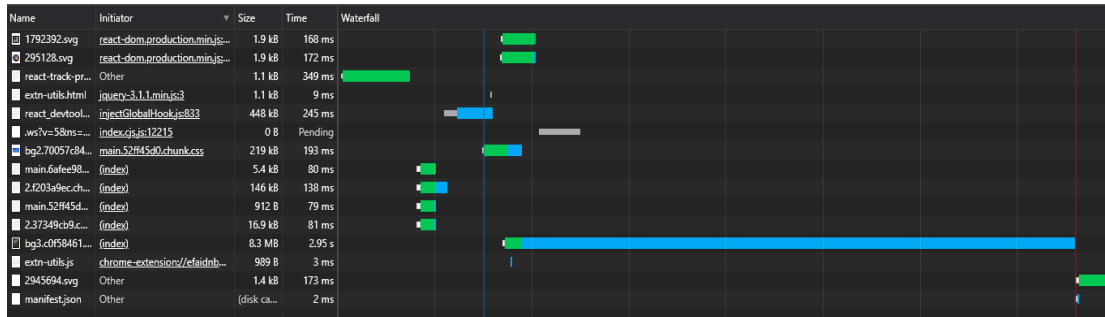 Name Initiator Size Time Waterfall
1792392.svg react-dom.production.min.js:... 1.9 kB 168 ms
295128.svg react-dom.production.min.js:... 1.9 kB 172 ms
react-track-pr... Other 1.1 kB 349 ms
extn-utils.html jquery-3.1.1.min.js:3 1.1 kB 9 ms
react_devtool... injectGlobalHook.js:833 448 kB 245 ms
.ws?v=5&ns=... index.cjs.js:12215 0 B Pending
bg2.70057c84... main.52ff45d0.chunk.css 219 kB 193 ms
main.6afee98... (index) 5.4 kB 80 ms
2.f203a9ec.ch... (index) 146 kB 138 ms
main.52ff45d... (index) 912 B 79 ms
2.37349cb9.c... (index) 16.9 kB 81 ms
bg3.c0f58461.... (index) 8.3 MB 2.95 s
extn-utils.js chrome-extension://efaidnb... 989 B 3 ms
2945694.svg Other 1.4 kB 173 ms
manifest.json Other (disk ca... 2 ms